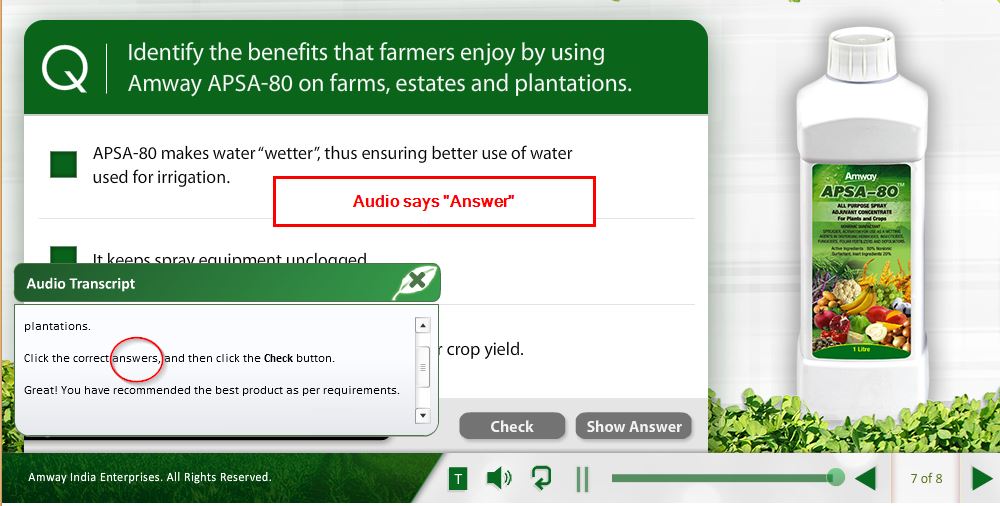 Q
Identify the benefits that farmers enjoy by using
Amway APSA-80 on farms, estates and plantations.
APSA-80 makes water “wetter”, thus ensuring better use of water
used for irrigation.
Audio says "Answer"
It keeps spray equipment unclogged
Audio Transcript
plantations.
Click the correct answers, and then click the Check button.
Great! You have recommended the best product as per requirements.
crop yield.
Check
Show Answer
Amway
APSA-80™
ALL PURPOSE SPRAY
ADJUVANT CONCENTRATE
For Plants and Crops
1 Litre
Amway India Enterprises. All Rights Reserved.
T
7 of 8